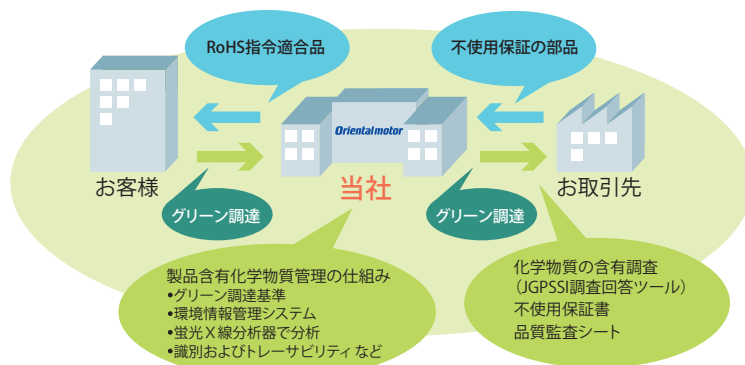 RoHS指令適合品
不使用保証の部品
Orientalmotor
お客様
当社
お取引先
グリーン調達
グリーン調達
製品含有化学物質管理の仕組み
•グリーン調達基準
•環境情報管理システム
•蛍光X線分析器で分析
•識別およびトレーサビリティ など
化学物質の含有調査
(JGPSSI調査回答ツール)
不使用保証書
品質監査シート